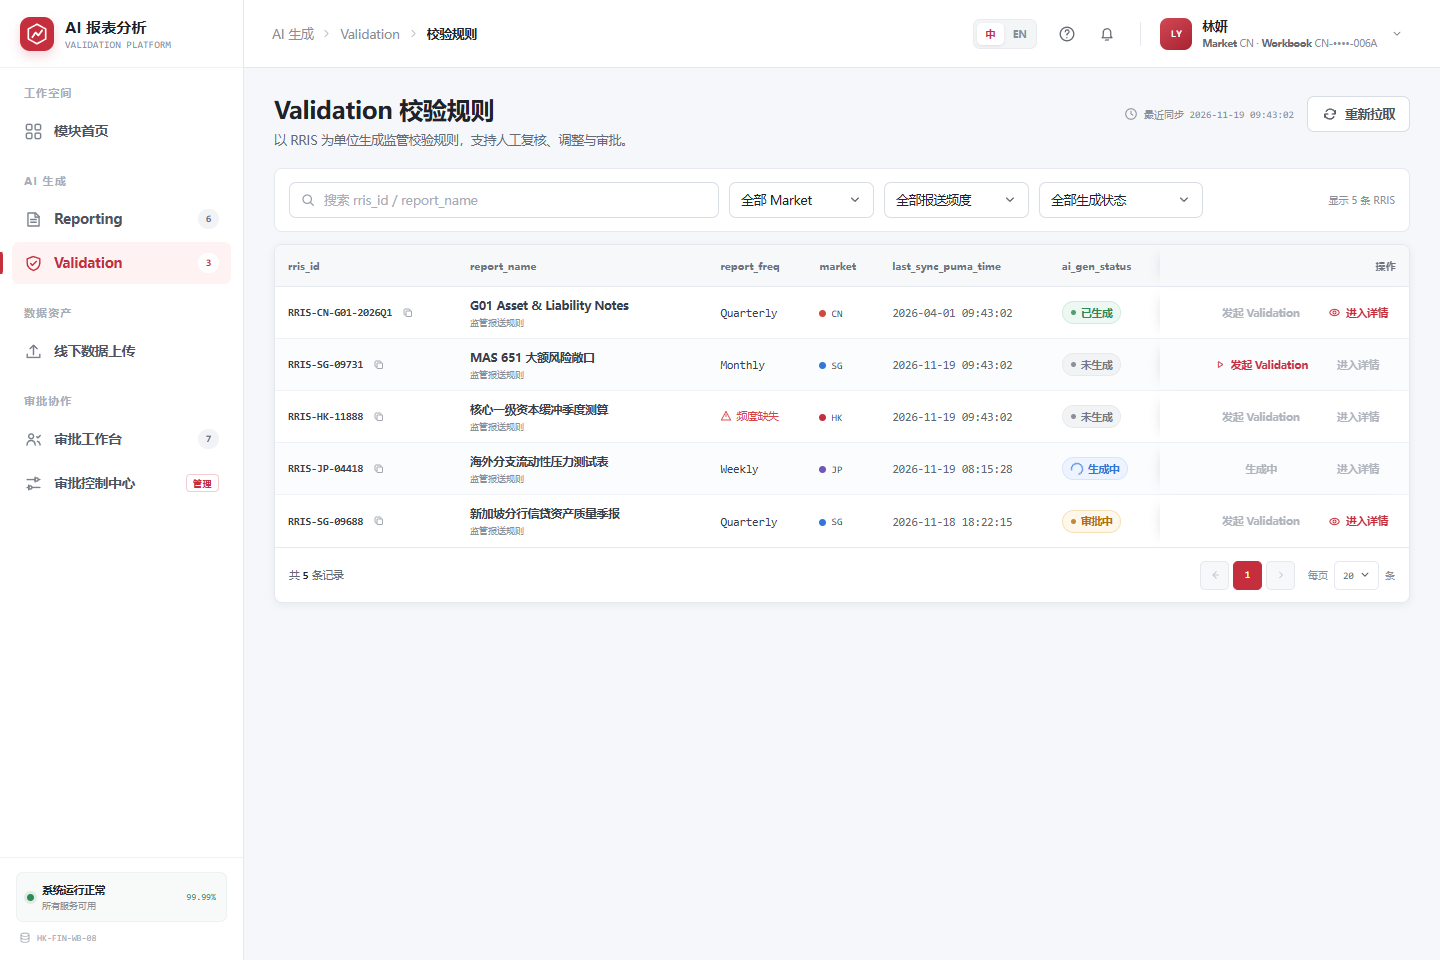 AI 报表分析
VALIDATION PLATFORM
AI 生成 > Validation > 校验规则
中 EN
LY
林妍
Market CN · Workbook CN-••••-006A
工作空间
模块首页
AI 生成
Reporting 6
Validation 3
数据资产
线下数据上传
审批协作
审批工作台 7
审批控制中心 管理
系统运行正常
所有服务可用
99.99%
HK-FIN-WB-08
Validation 校验规则
以 RRIS 为单位生成监管校验规则，支持人工复核、调整与审批。
最近同步 2026-11-19 09:43:02
重新拉取
搜索 rris_id / report_name
全部 Market
全部报送频度
全部生成状态
显示 5 条 RRIS
rris_id report_name report_freq market last_sync_puma_time ai_gen_status 操作
RRIS-CN-G01-2026Q1 G01 Asset & Liability Notes Quarterly CN 2026-04-01 09:43:02 已生成 发起 Validation 进入详情
监管报送规则
RRIS-SG-09731 MAS 651 大额风险敞口 Monthly SG 2026-11-19 09:43:02 未生成 发起 Validation 进入详情
监管报送规则
RRIS-HK-11888 核心一级资本缓冲季度测算 频度缺失 HK 2026-11-19 09:43:02 未生成 发起 Validation 进入详情
监管报送规则
RRIS-JP-04418 海外分支流动性压力测试表 Weekly JP 2026-11-19 08:15:28 生成中 生成中 进入详情
监管报送规则
RRIS-SG-09688 新加坡分行信贷资产质量季报 Quarterly SG 2026-11-18 18:22:15 审批中 发起 Validation 进入详情
监管报送规则
共 5 条记录
1
每页 20 条